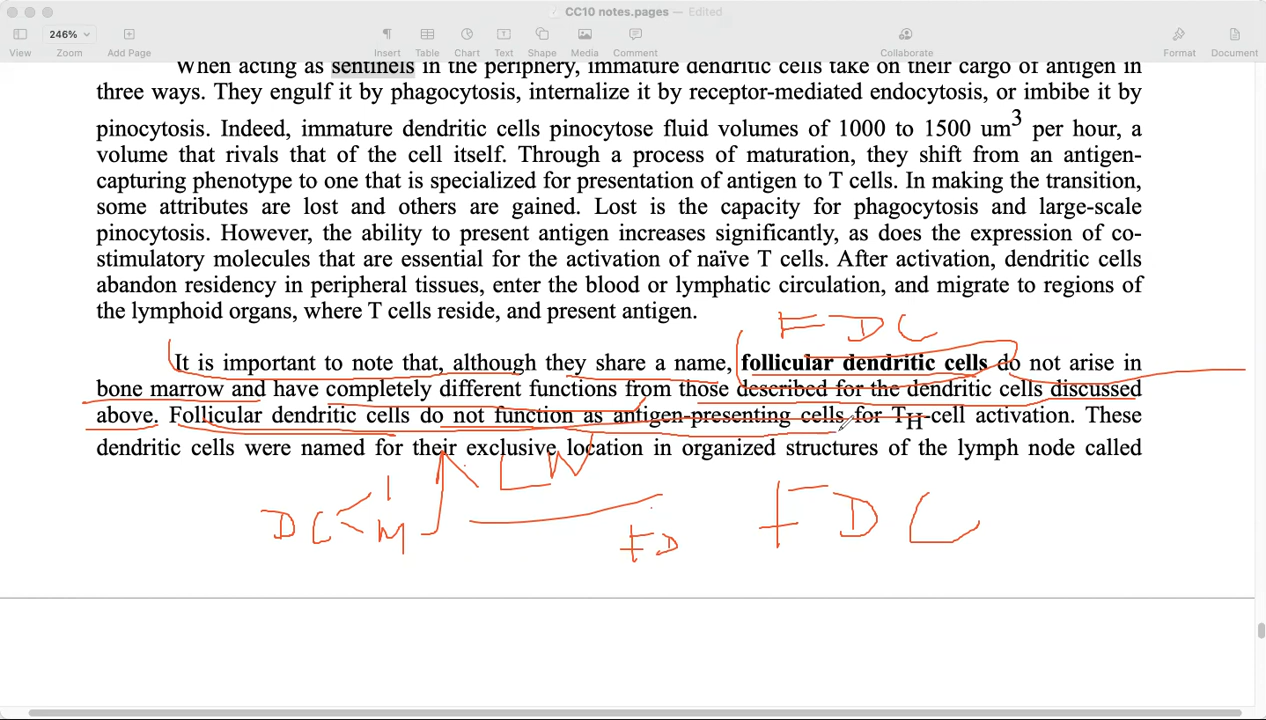 CC10 notes.pages — Edited
246%
View Zoom Add Page Insert Table Chart Text Shape Media Comment Collaborate Format Document
When acting as sentinels in the periphery, immature dendritic cells take on their cargo of antigen in
three ways. They engulf it by phagocytosis, internalize it by receptor-mediated endocytosis, or imbibe it by
pinocytosis. Indeed, immature dendritic cells pinocytose fluid volumes of 1000 to 1500 um3 per hour, a
volume that rivals that of the cell itself. Through a process of maturation, they shift from an antigen-
capturing phenotype to one that is specialized for presentation of antigen to T cells. In making the transition,
some attributes are lost and others are gained. Lost is the capacity for phagocytosis and large-scale
pinocytosis. However, the ability to present antigen increases significantly, as does the expression of co-
stimulatory molecules that are essential for the activation of naïve T cells. After activation, dendritic cells
abandon residency in peripheral tissues, enter the blood or lymphatic circulation, and migrate to regions of
the lymphoid organs, where T cells reside, and present antigen.
FDC
It is important to note that, although they share a name, follicular dendritic cells do not arise in
bone marrow and have completely different functions from those described for the dendritic cells discussed
above. Follicular dendritic cells do not function as antigen-presenting cells for TH-cell activation. These
dendritic cells were named for their exclusive location in organized structures of the lymph node called
LN
DC < I M
FD
FDC